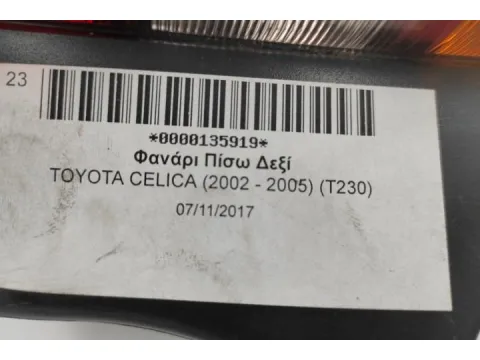 23
*0000135919*
Φανάρι Πίσω Δεξί
TOYOTA CELICA (2002 - 2005) (T230)
07/11/2017